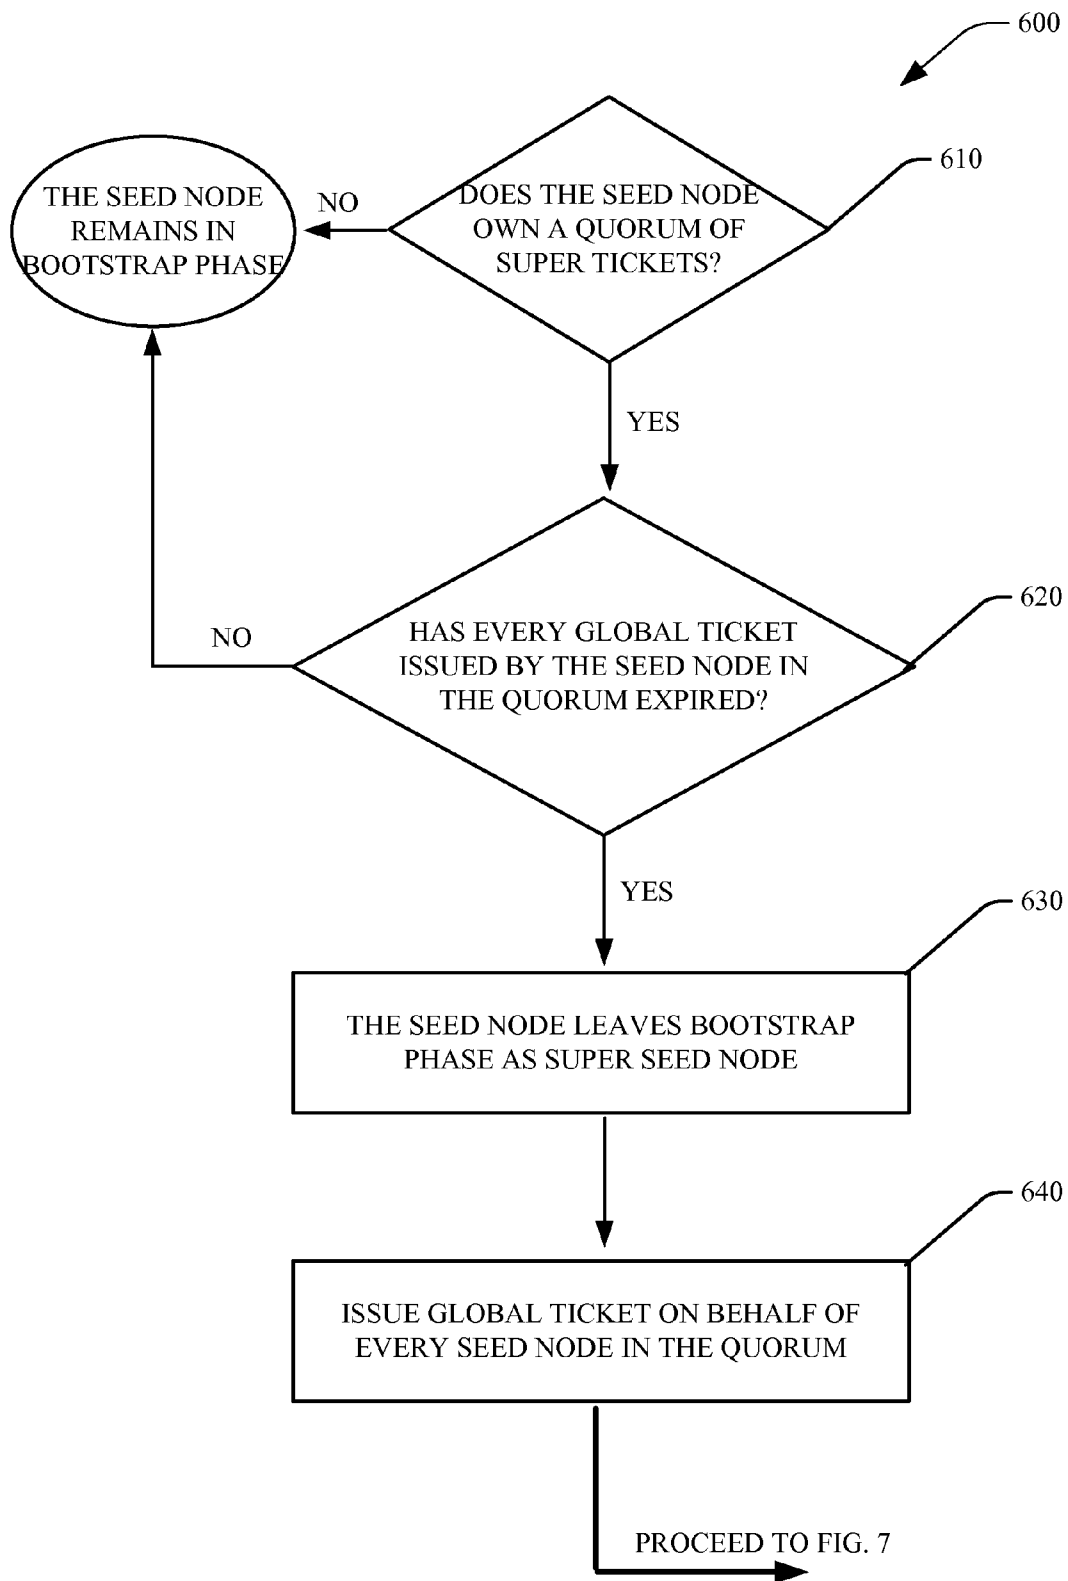 600
610
DOES THE SEED NODE
OWN A QUORUM OF
SUPER TICKETS?
NO
THE SEED NODE
REMAINS IN
BOOTSTRAP PHASE
YES
620
HAS EVERY GLOBAL TICKET
ISSUED BY THE SEED NODE IN
THE QUORUM EXPIRED?
NO
YES
630
THE SEED NODE LEAVES BOOTSTRAP
PHASE AS SUPER SEED NODE
640
ISSUE GLOBAL TICKET ON BEHALF OF
EVERY SEED NODE IN THE QUORUM
PROCEED TO FIG. 7